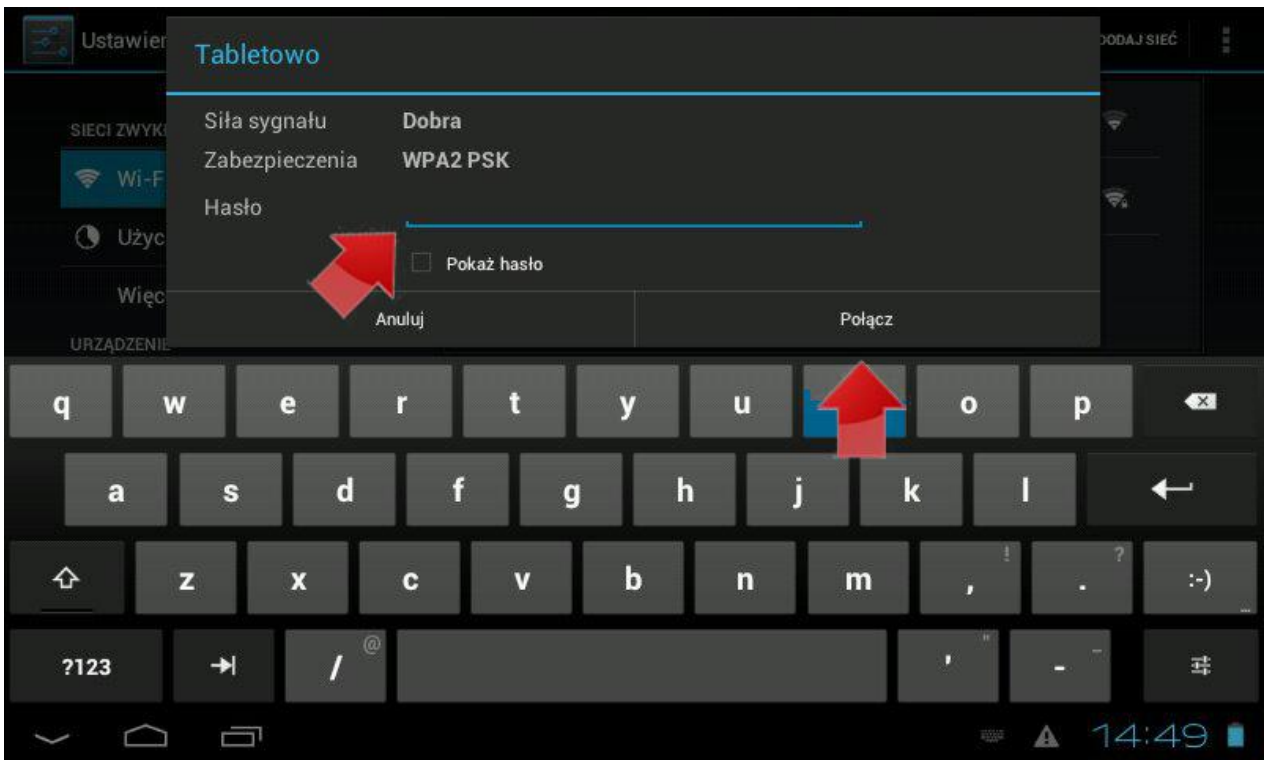 Ustawien
Tabletowo
DODAJ SIEĆ
Siła sygnału Dobra
SIECI ZWYK
Zabezpieczenia WPA2 PSK
Wi-F
Hasło
Użyc
Pokaż hasło
Więc
Anuluj Połącz
URZĄDZENIE
q w e r t y u o p
a s d f g h j k l
z x c v b n m , ! . ? :-) ...
?123 / @ ' " - _
14:49